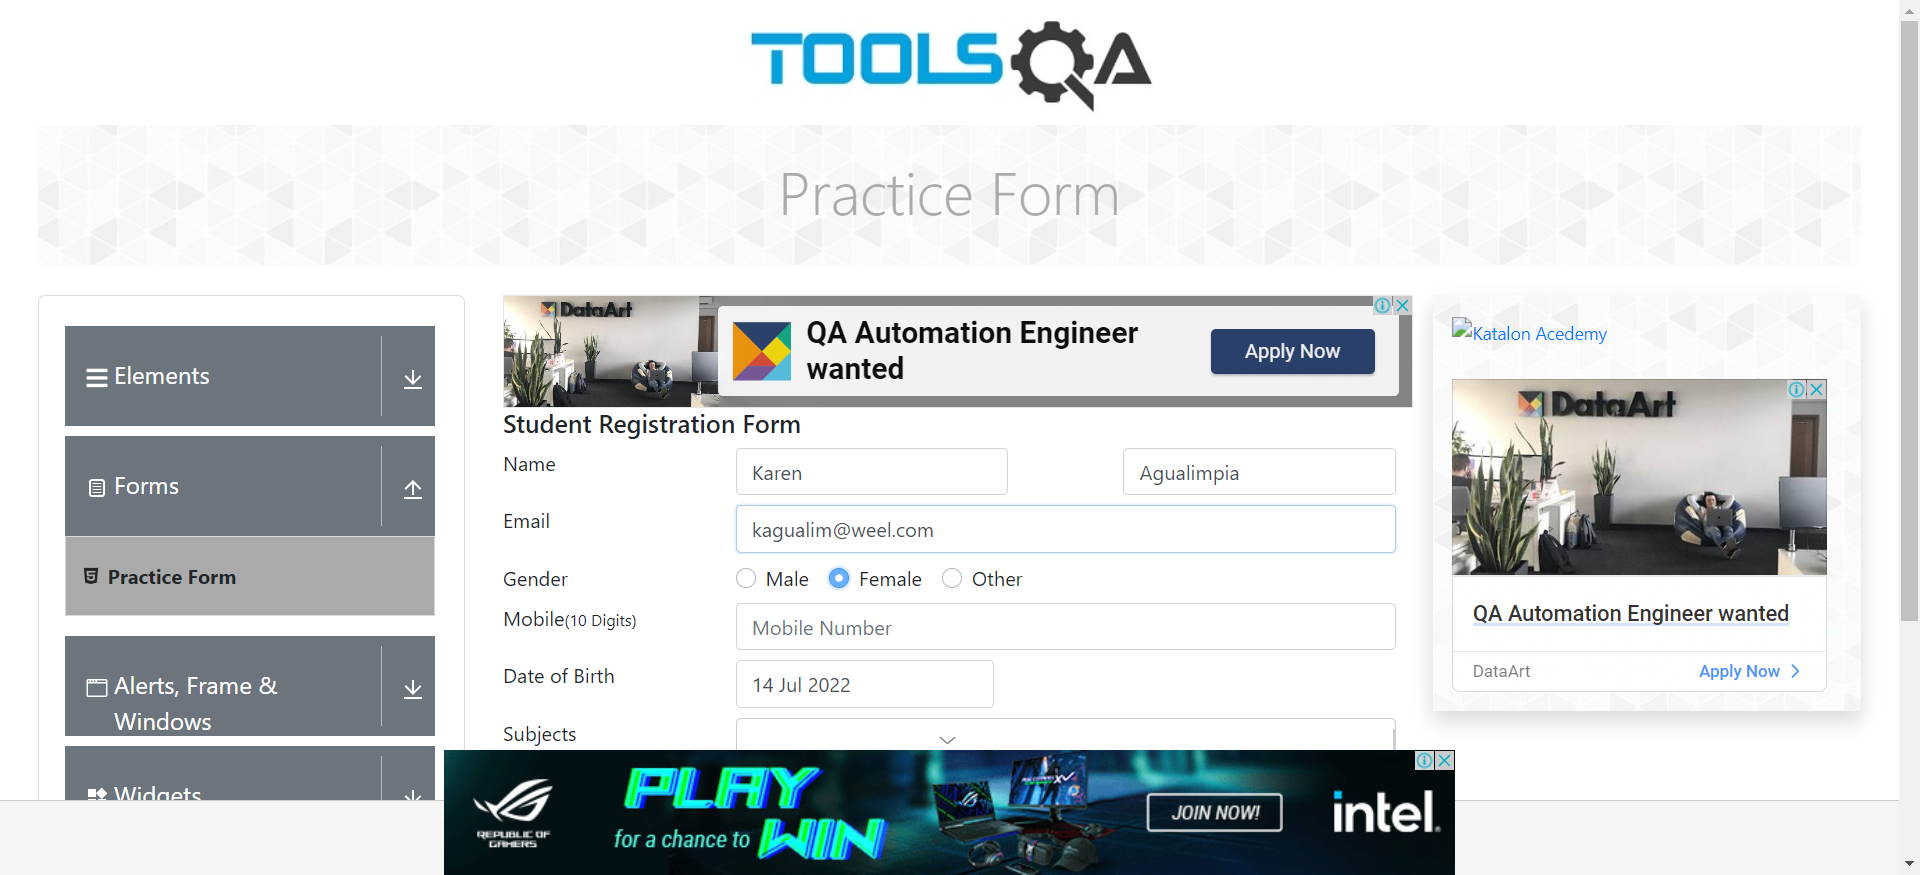 TOOLSQA
Practice Form
Elements
Forms
Practice Form
Alerts, Frame &
Windows
Widgets
DataArt
QA Automation Engineer
wanted
Apply Now
Student Registration Form
Name
Karen
Agualimpia
Email
kagualim@weel.com
Gender
Male
Female
Other
Mobile(10 Digits)
Mobile Number
Date of Birth
14 Jul 2022
Subjects
Katalon Acedemy
DataArt
QA Automation Engineer wanted
DataArt
Apply Now
REPUBLIC OF
GAMERS
PLAY
for a chance to WIN
JOIN NOW!
intel.